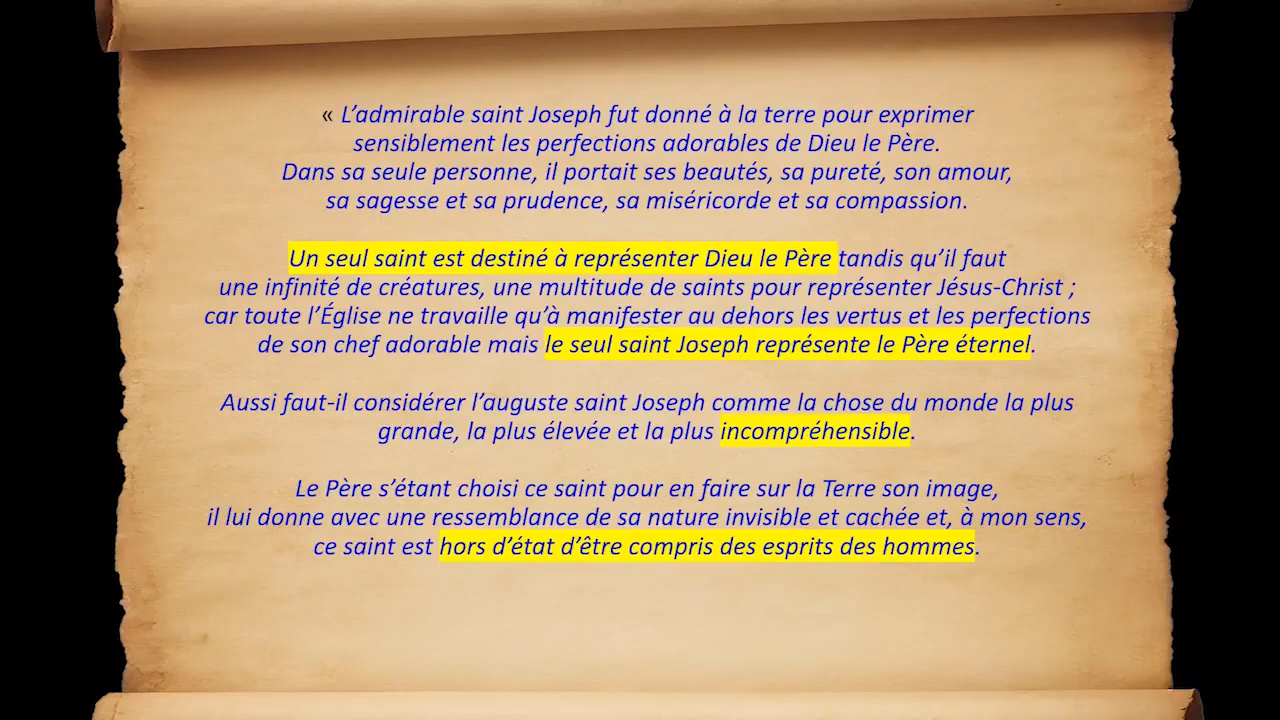 « L’admirable saint Joseph fut donné à la terre pour exprimer
sensiblement les perfections adorables de Dieu le Père.
Dans sa seule personne, il portait ses beautés, sa pureté, son amour,
sa sagesse et sa prudence, sa miséricorde et sa compassion.
Un seul saint est destiné à représenter Dieu le Père tandis qu’il faut
une infinité de créatures, une multitude de saints pour représenter Jésus-Christ ;
car toute l’Église ne travaille qu’à manifester au dehors les vertus et les perfections
de son chef adorable mais le seul saint Joseph représente le Père éternel.
Aussi faut-il considérer l’auguste saint Joseph comme la chose du monde la plus
grande, la plus élevée et la plus incompréhensible.
Le Père s’étant choisi ce saint pour en faire sur la Terre son image,
il lui donne avec une ressemblance de sa nature invisible et cachée et, à mon sens,
ce saint est hors d’état d’être compris des esprits des hommes.